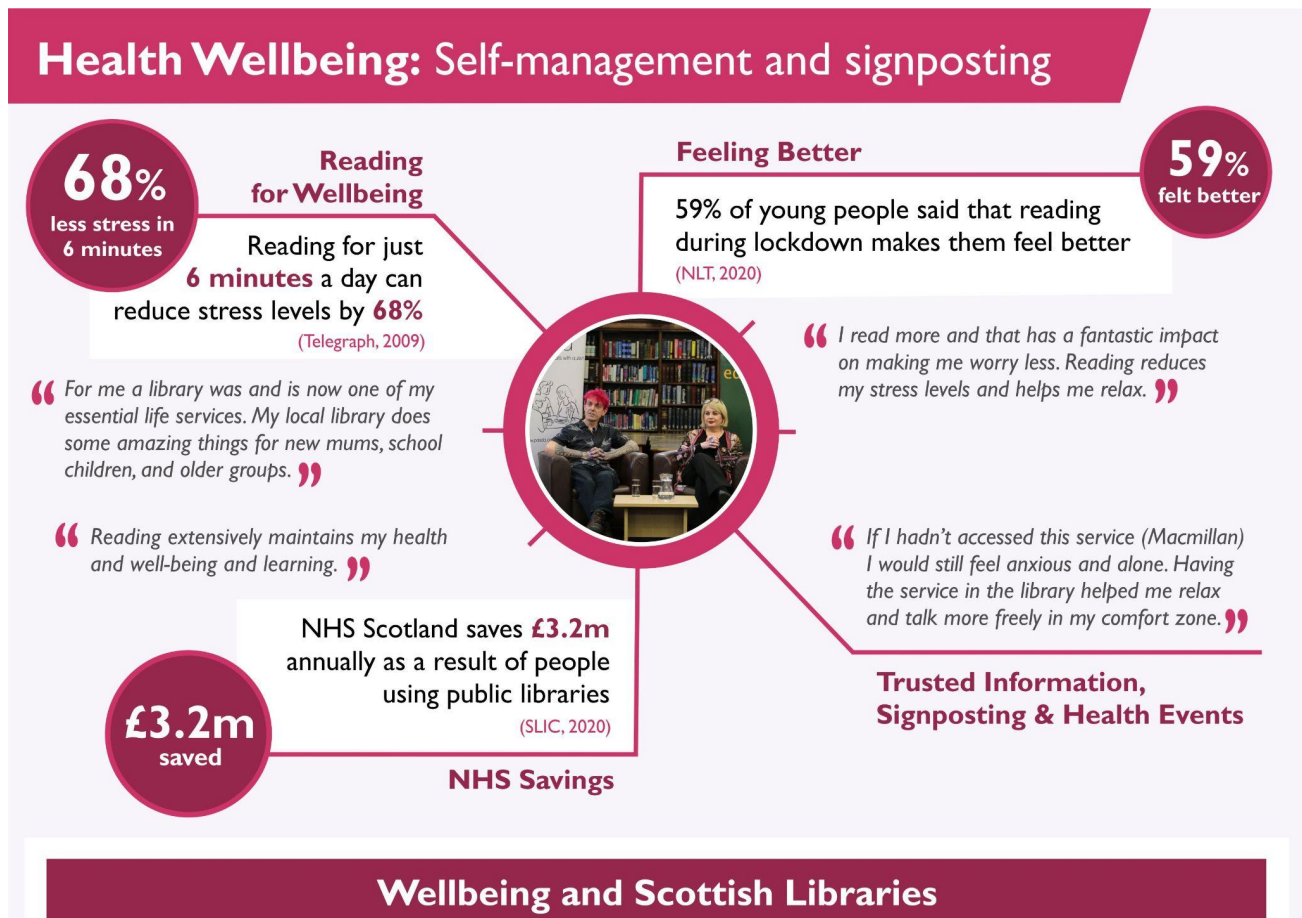 Health Wellbeing: Self-management and signposting
68%
less stress in
6 minutes
Reading
for Wellbeing
Reading for just
6 minutes a day can
reduce stress levels by 68%
(Telegraph, 2009)
Feeling Better
59% of young people said that reading
during lockdown makes them feel better
(NLT, 2020)
59%
felt better
“ For me a library was and is now one of my
essential life services. My local library does
some amazing things for new mums, school
children, and older groups. ”
“ Reading extensively maintains my health
and well-being and learning. ”
“ I read more and that has a fantastic impact
on making me worry less. Reading reduces
my stress levels and helps me relax. ”
“ If I hadn’t accessed this service (Macmillan)
I would still feel anxious and alone. Having
the service in the library helped me relax
and talk more freely in my comfort zone. ”
Trusted Information,
Signposting & Health Events
NHS Scotland saves £3.2m
annually as a result of people
using public libraries
(SLIC, 2020)
£3.2m
saved
NHS Savings
Wellbeing and Scottish Libraries